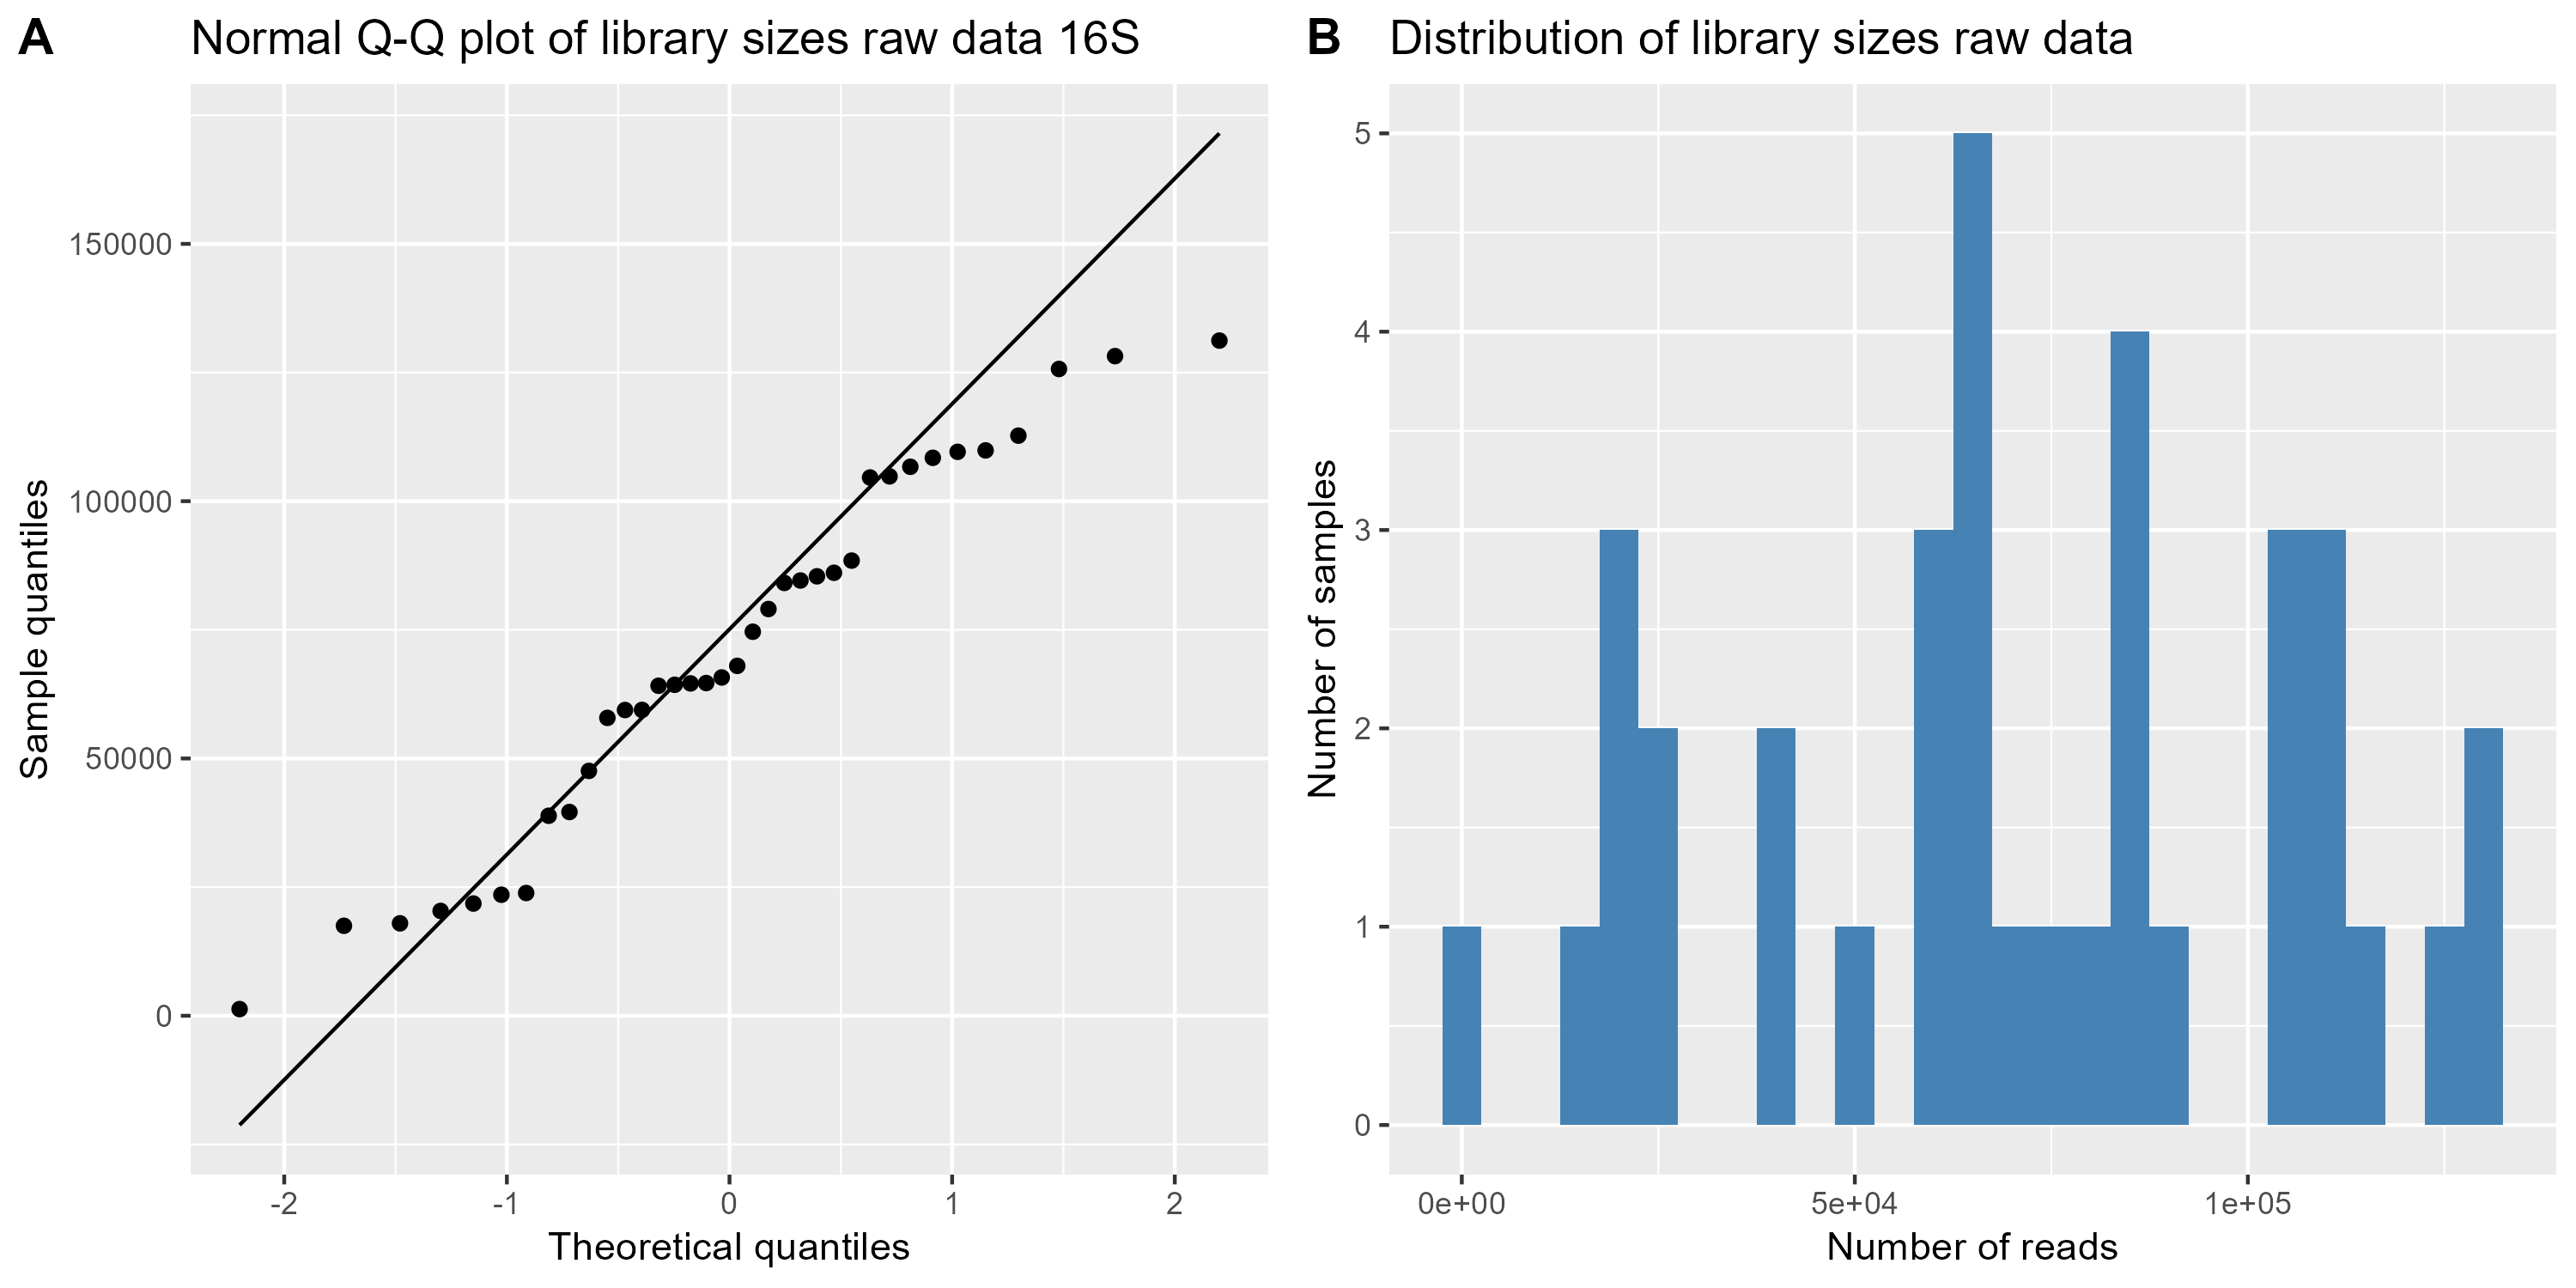 A
Normal Q-Q plot of library sizes raw data 16S
Sample quantiles
150000
100000
50000
0
-2 -1 0 1 2
Theoretical quantiles
B
Distribution of library sizes raw data
Number of samples
5
4
3
2
1
0
0e+00 5e+04 1e+05
Number of reads